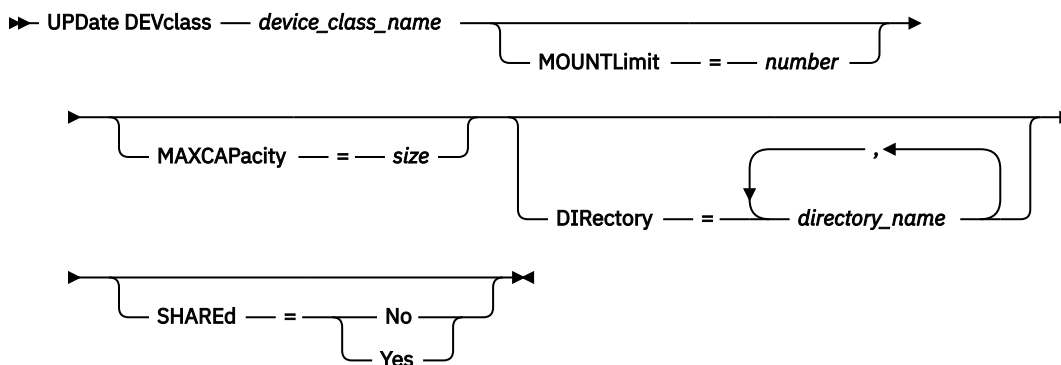 UPDate DEVclass device_class_name
MOUNTLimit = number
MAXCAPacity = size
,
DIRectory = directory_name
SHAREd = No
Yes